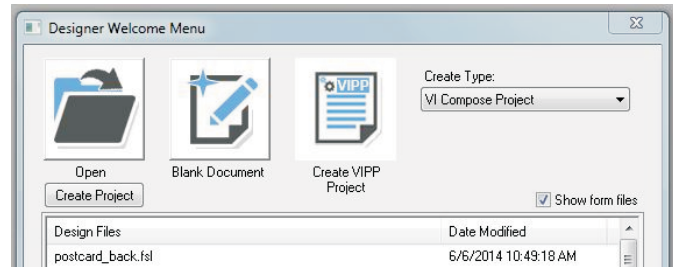 Designer Welcome Menu
VIPP
Create Type:
VI Compose Project
Open
Blank Document
Create VIPP
Project
Create Project
Show form files
Design Files
Date Modified
postcard_back.fsl
6/6/2014 10:49:18 AM